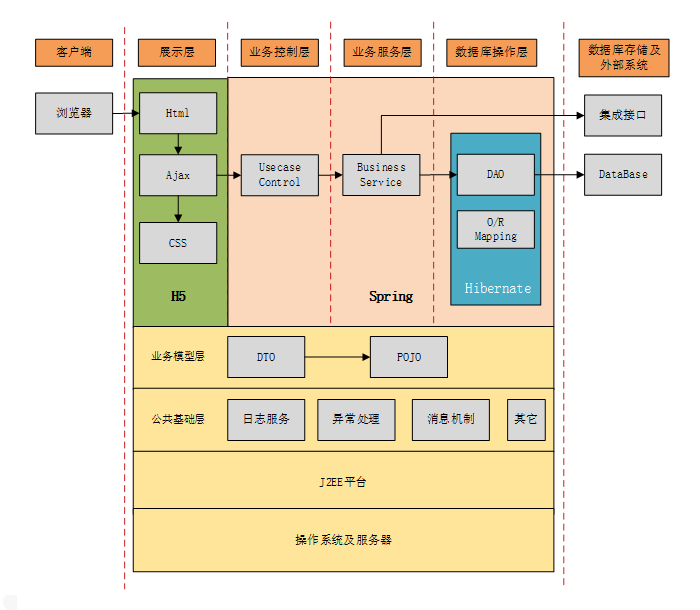 客户端
展示层
业务控制层
业务服务层
数据库操作层
数据库存储及
外部系统
浏览器
Html
集成接口
Ajax
Usecase
Control
Business
Service
DAO
DataBase
CSS
O/R
Mapping
H5
Spring
Hibernate
业务模型层
DTO
POJO
公共基础层
日志服务
异常处理
消息机制
其它
J2EE平台
操作系统及服务器